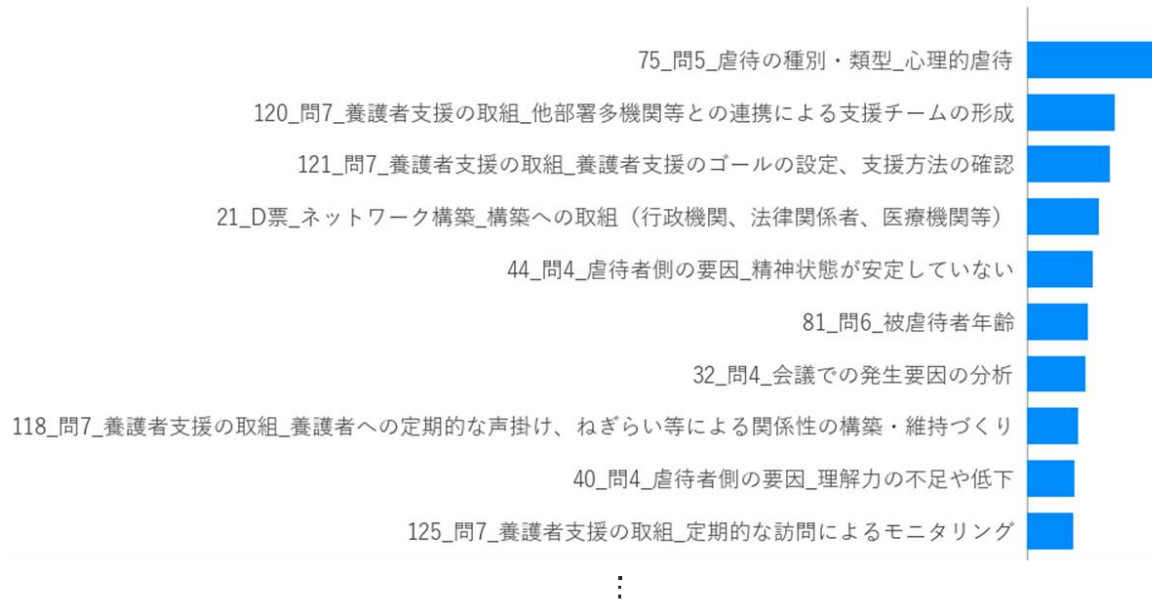 75_問5_虐待の種別・類型_心理的虐待
120_問7_養護者支援の取組_他部署多機関等との連携による支援チームの形成
121_問7_養護者支援の取組_養護者支援のゴールの設定、支援方法の確認
21_D票_ネットワーク構築_構築への取組（行政機関、法律関係者、医療機関等）
44_問4_虐待者側の要因_精神状態が安定していない
81_問6_被虐待者年齢
32_問4_会議での発生要因の分析
118_問7_養護者支援の取組_養護者への定期的な声掛け、ねぎらい等による関係性の構築・維持づくり
40_問4_虐待者側の要因_理解力の不足や低下
125_問7_養護者支援の取組_定期的な訪問によるモニタリング
⋮